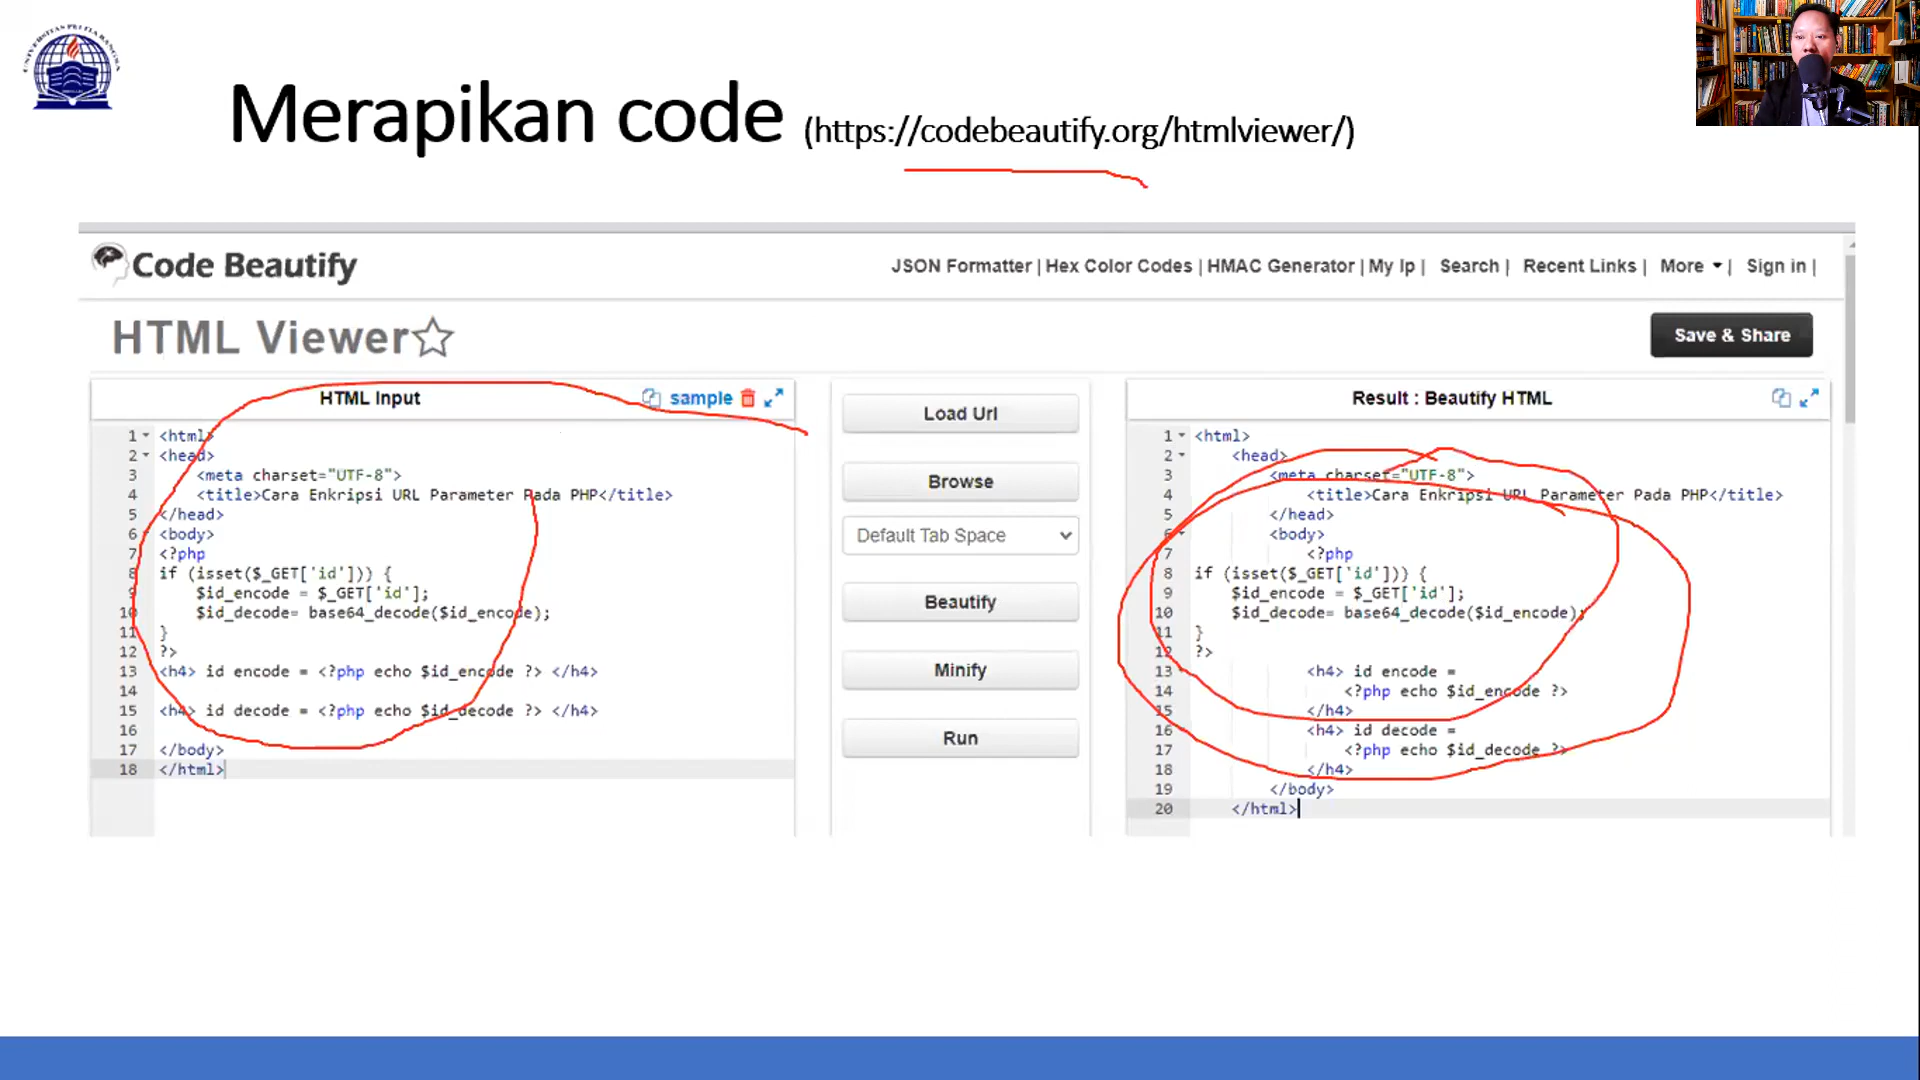 UNIVERSITAS PELITA BANGSA
Merapikan code (https://codebeautify.org/htmlviewer/)
Code Beautify
JSON Formatter | Hex Color Codes | HMAC Generator | My Ip | Search | Recent Links | More | Sign in |
HTML Viewer
Save & Share
HTML Input
sample
1 <html>
2 <head>
3 <meta charset="UTF-8">
4 <title>Cara Enkripsi URL Parameter Pada PHP</title>
5 </head>
6 <body>
7 <?php
8 if (isset($_GET['id'])) {
9 $id_encode = $_GET['id'];
10 $id_decode= base64_decode($id_encode);
11 }
12 ?>
13 <h4> id encode = <?php echo $id_encode ?> </h4>
14
15 <h4> id decode = <?php echo $id_decode ?> </h4>
16
17 </body>
18 </html>
Load Url
Browse
Default Tab Space
Beautify
Minify
Run
Result : Beautify HTML
1 <html>
2 <head>
3 <meta charset="UTF-8">
4 <title>Cara Enkripsi URL Parameter Pada PHP</title>
5 </head>
6 <body>
7 <?php
8 if (isset($_GET['id'])) {
9 $id_encode = $_GET['id'];
10 $id_decode= base64_decode($id_encode);
11 }
12 ?>
13 <h4> id encode =
14 <?php echo $id_encode ?>
15 </h4>
16 <h4> id decode =
17 <?php echo $id_decode ?>
18 </h4>
19 </body>
20 </html>